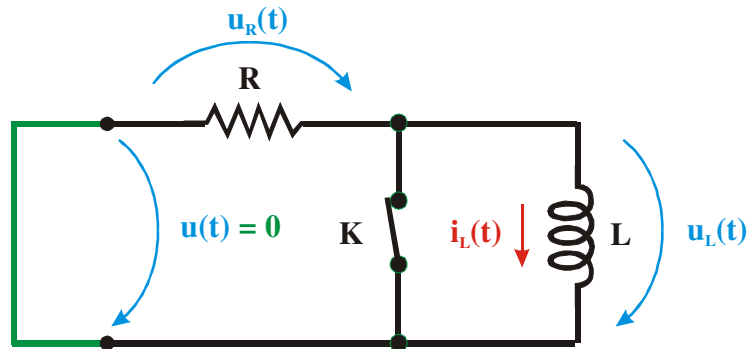 u_R(t)
R
u(t) = 0
K
i_L(t)
L
u_L(t)